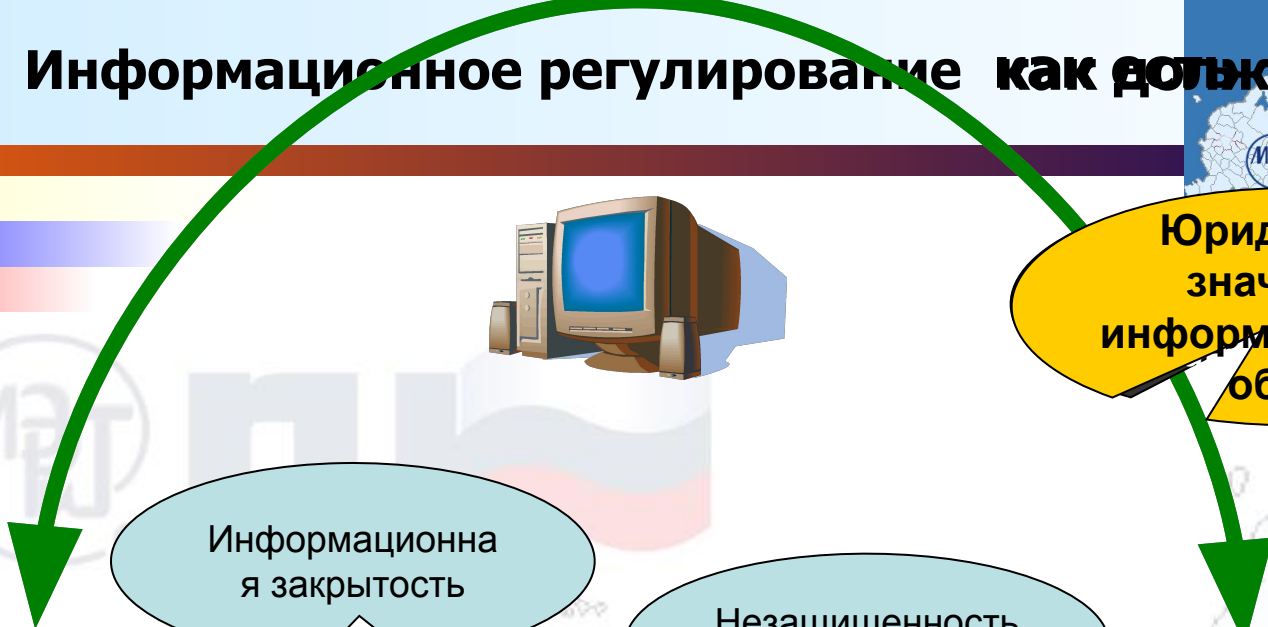 Информационное регулирование как
Юрид
знач
информ
об
Информационна
я закрытость
Незащищенность